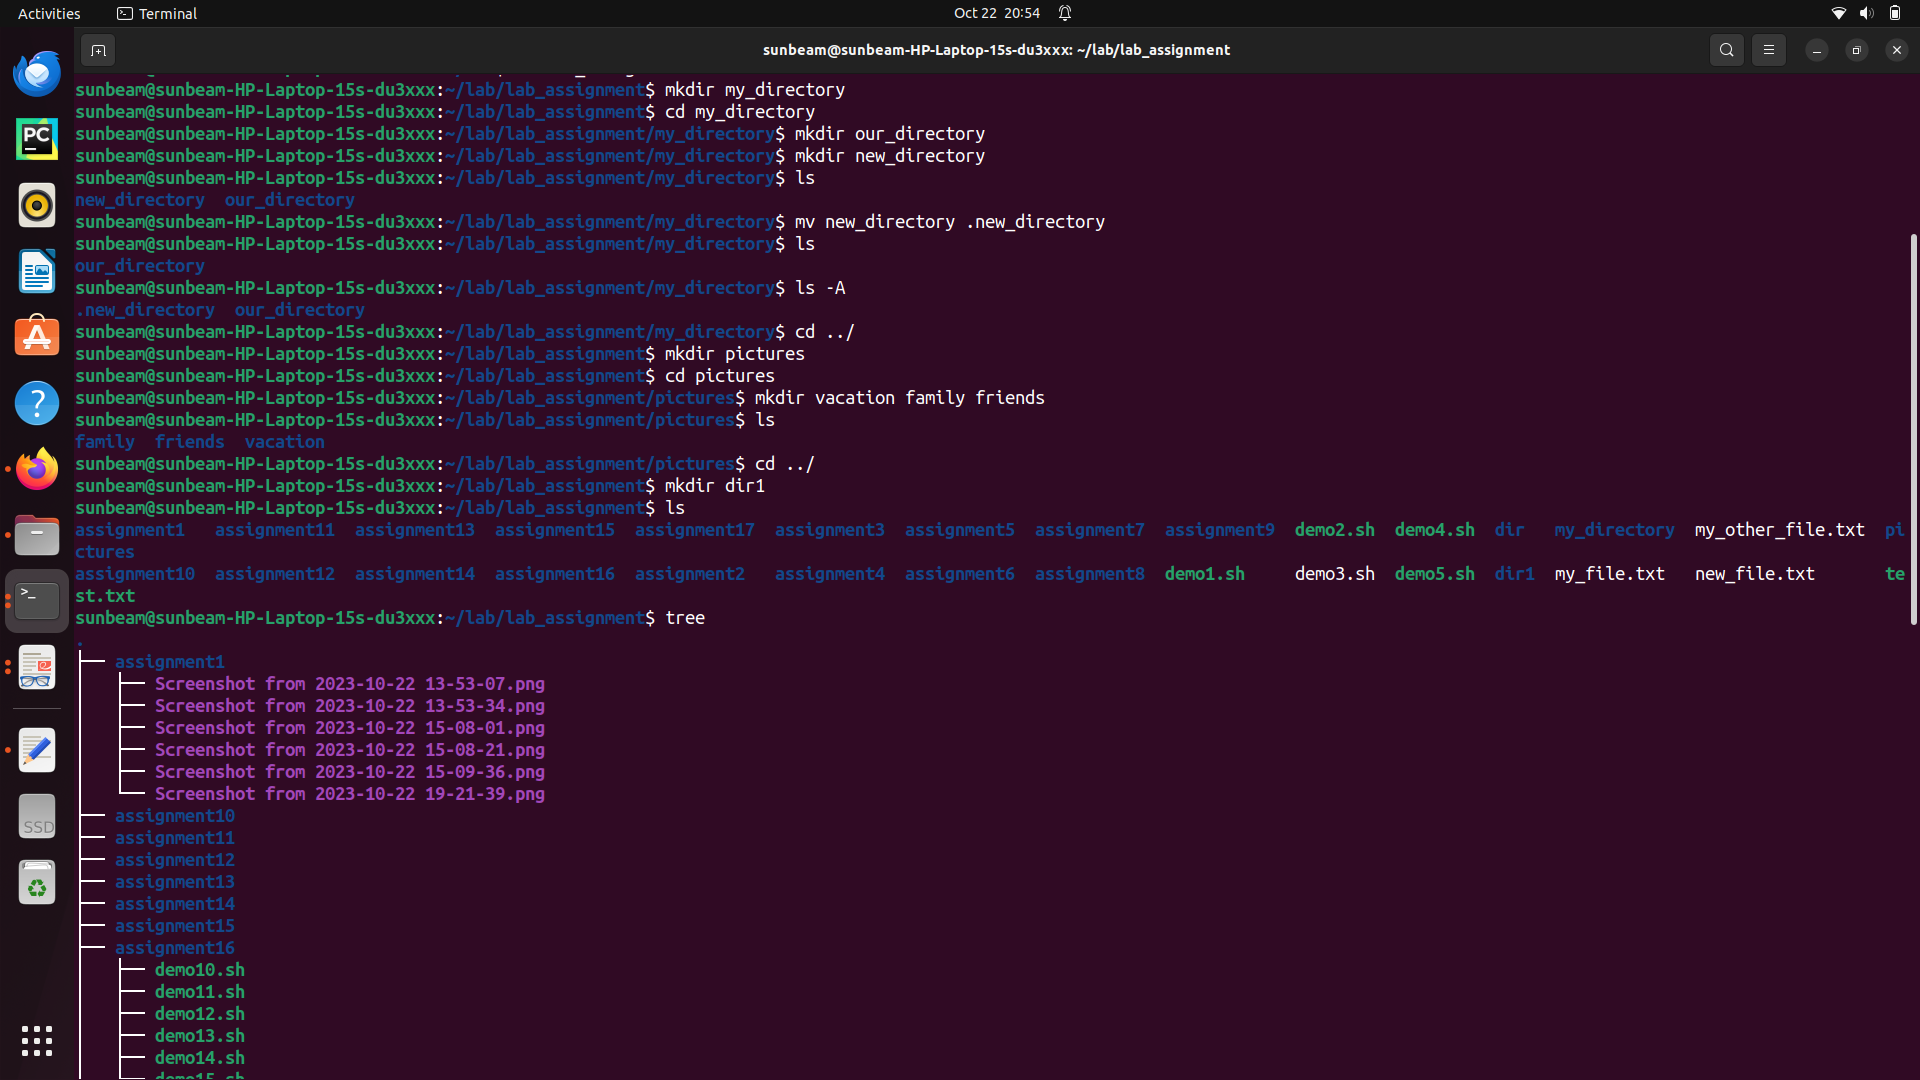 Activities
Terminal
Oct 22 20:54
sunbeam@sunbeam-HP-Laptop-15s-du3xxx: ~/lab/lab_assignment
sunbeam@sunbeam-HP-Laptop-15s-du3xxx:~/lab/lab_assignment$ mkdir my_directory
sunbeam@sunbeam-HP-Laptop-15s-du3xxx:~/lab/lab_assignment$ cd my_directory
sunbeam@sunbeam-HP-Laptop-15s-du3xxx:~/lab/lab_assignment/my_directory$ mkdir our_directory
sunbeam@sunbeam-HP-Laptop-15s-du3xxx:~/lab/lab_assignment/my_directory$ mkdir new_directory
sunbeam@sunbeam-HP-Laptop-15s-du3xxx:~/lab/lab_assignment/my_directory$ ls
new_directory  our_directory
sunbeam@sunbeam-HP-Laptop-15s-du3xxx:~/lab/lab_assignment/my_directory$ mv new_directory .new_directory
sunbeam@sunbeam-HP-Laptop-15s-du3xxx:~/lab/lab_assignment/my_directory$ ls
our_directory
sunbeam@sunbeam-HP-Laptop-15s-du3xxx:~/lab/lab_assignment/my_directory$ ls -A
.new_directory  our_directory
sunbeam@sunbeam-HP-Laptop-15s-du3xxx:~/lab/lab_assignment/my_directory$ cd ../
sunbeam@sunbeam-HP-Laptop-15s-du3xxx:~/lab/lab_assignment$ mkdir pictures
sunbeam@sunbeam-HP-Laptop-15s-du3xxx:~/lab/lab_assignment$ cd pictures
sunbeam@sunbeam-HP-Laptop-15s-du3xxx:~/lab/lab_assignment/pictures$ mkdir vacation family friends
sunbeam@sunbeam-HP-Laptop-15s-du3xxx:~/lab/lab_assignment/pictures$ ls
family  friends  vacation
sunbeam@sunbeam-HP-Laptop-15s-du3xxx:~/lab/lab_assignment/pictures$ cd ../
sunbeam@sunbeam-HP-Laptop-15s-du3xxx:~/lab/lab_assignment$ mkdir dir1
sunbeam@sunbeam-HP-Laptop-15s-du3xxx:~/lab/lab_assignment$ ls
assignment1  assignment11  assignment13  assignment15  assignment17  assignment3  assignment5  assignment7  assignment9  demo2.sh  demo4.sh  dir  my_directory  my_other_file.txt  pi
ctures
assignment10  assignment12  assignment14  assignment16  assignment2  assignment4  assignment6  assignment8  demo1.sh  demo3.sh  demo5.sh  dir1  my_file.txt  new_file.txt  te
st.txt
sunbeam@sunbeam-HP-Laptop-15s-du3xxx:~/lab/lab_assignment$ tree
.
├── assignment1
│   ├── Screenshot from 2023-10-22 13-53-07.png
│   ├── Screenshot from 2023-10-22 13-53-34.png
│   ├── Screenshot from 2023-10-22 15-08-01.png
│   ├── Screenshot from 2023-10-22 15-08-21.png
│   ├── Screenshot from 2023-10-22 15-09-36.png
│   └── Screenshot from 2023-10-22 19-21-39.png
├── assignment10
├── assignment11
├── assignment12
├── assignment13
├── assignment14
├── assignment15
├── assignment16
│   ├── demo10.sh
│   ├── demo11.sh
│   ├── demo12.sh
│   ├── demo13.sh
│   ├── demo14.sh
│   ├── demo15.sh
PC
SSD